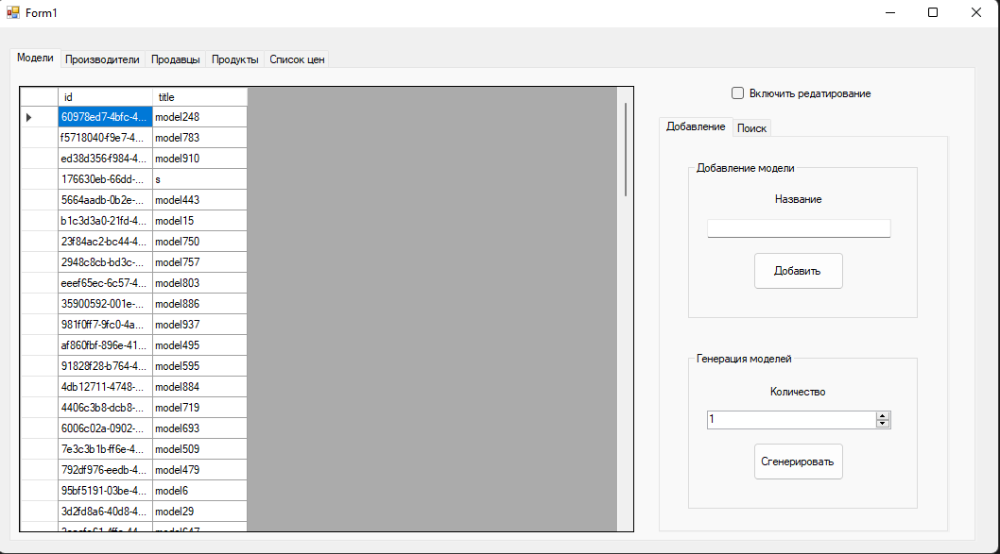 Form1
Модели Производители Продавцы Продукты Список цен
id title
60978ed7-4bfc-4... model248
f5718040-f9e7-4... model783
ed38d356-f984-4... model910
176630eb-66dd-... s
5664aadb-0b2e-... model443
b1c3d3a0-21fd-4... model15
23f84ac2-bc44-4... model750
2948c8cb-bd3c-... model757
eeef65ec-6c57-4... model803
35900592-001e-... model886
981f0ff7-9fc0-4a... model937
af860fbf-896e-41... model495
91828f28-b764-4... model595
4db12711-4748-... model884
4406c3b8-dcb8-... model719
6006c02a-0902-... model693
7e3c3b1b-ff6e-4... model509
792df976-eedb-4... model479
95bf5191-03be-4... model6
3d2fd8a6-40d8-4... model29
model647
Включить редатирование
Добавление Поиск
Добавление модели
Название
Добавить
Генерация моделей
Количество
1
Сгенерировать